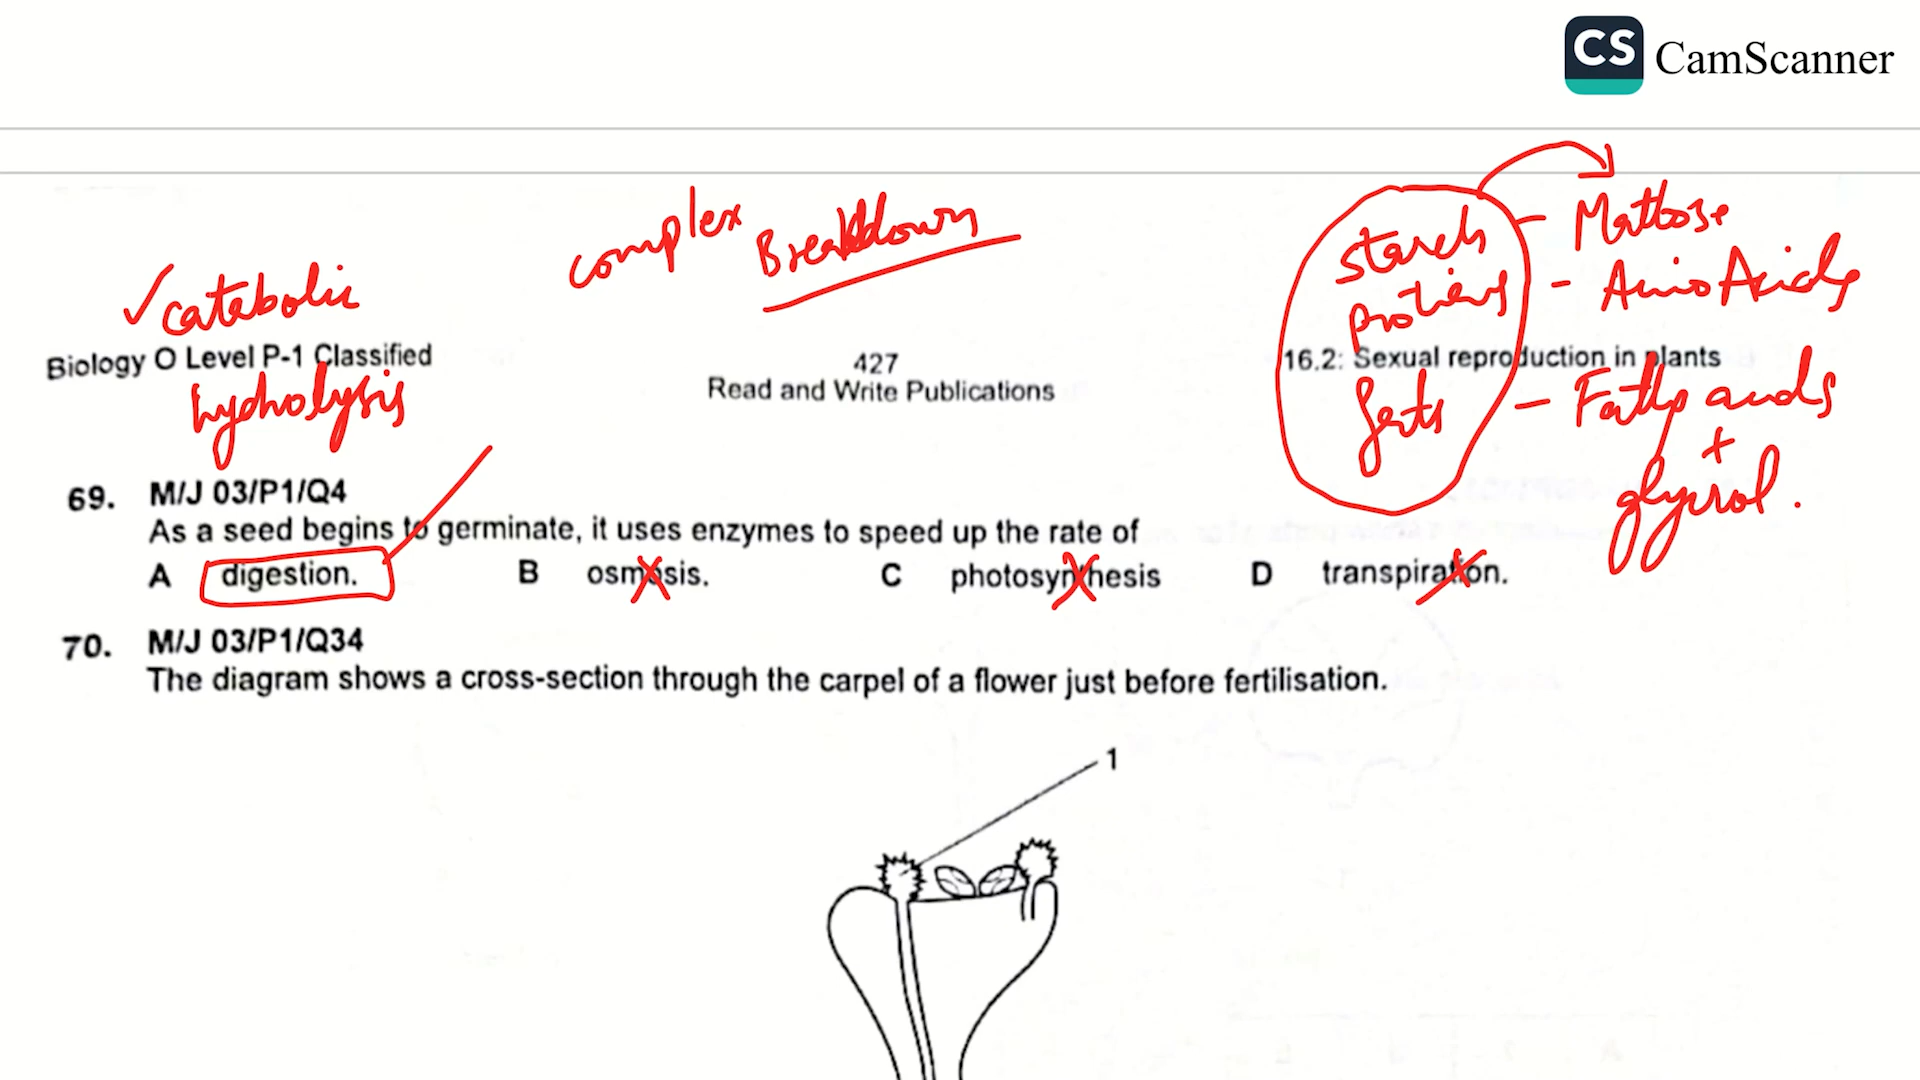 CS CamScanner
complex Breakdown
starch - Maltose
proteins - Amino Acids
✓ catabolic
Biology O Level P-1 Classified
427
16.2: Sexual reproduction in plants
Read and Write Publications
hydrolysis
fats - Fatty acids
+
glycrol.
69. M/J 03/P1/Q4
As a seed begins to germinate, it uses enzymes to speed up the rate of
A digestion. B osmosis. C photosynthesis D transpiration.
70. M/J 03/P1/Q34
The diagram shows a cross-section through the carpel of a flower just before fertilisation.
1